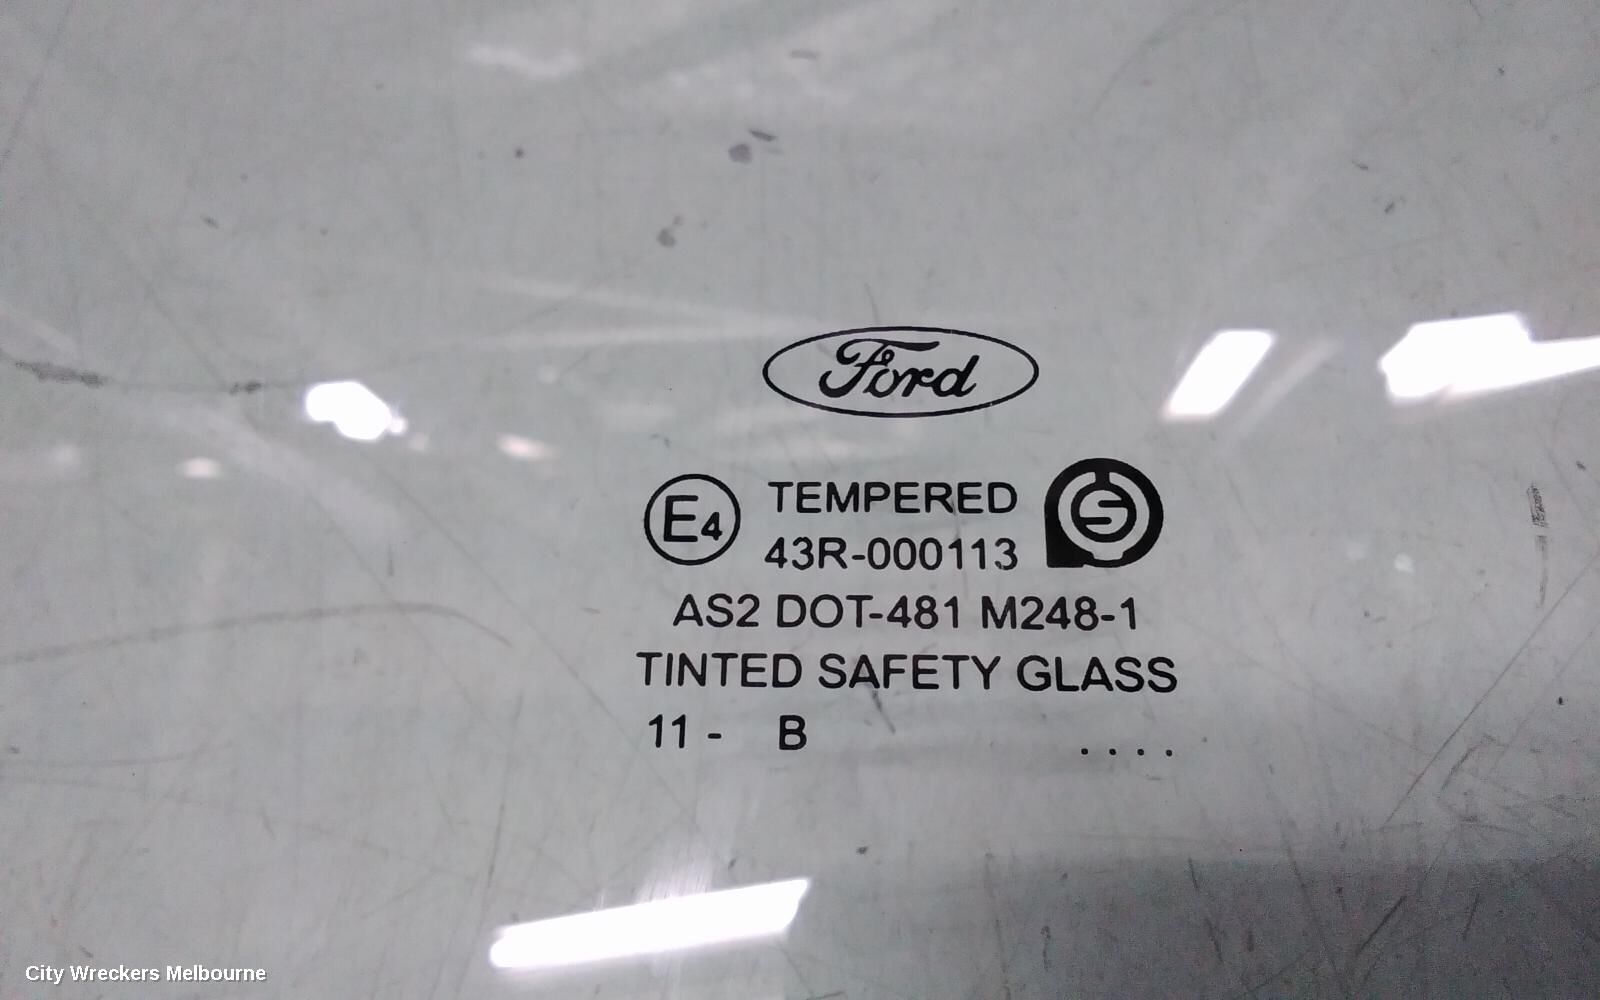 Ford
E4 TEMPERED S
43R-000113
AS2 DOT-481 M248-1
TINTED SAFETY GLASS
11 - B ....
City Wreckers Melbourne